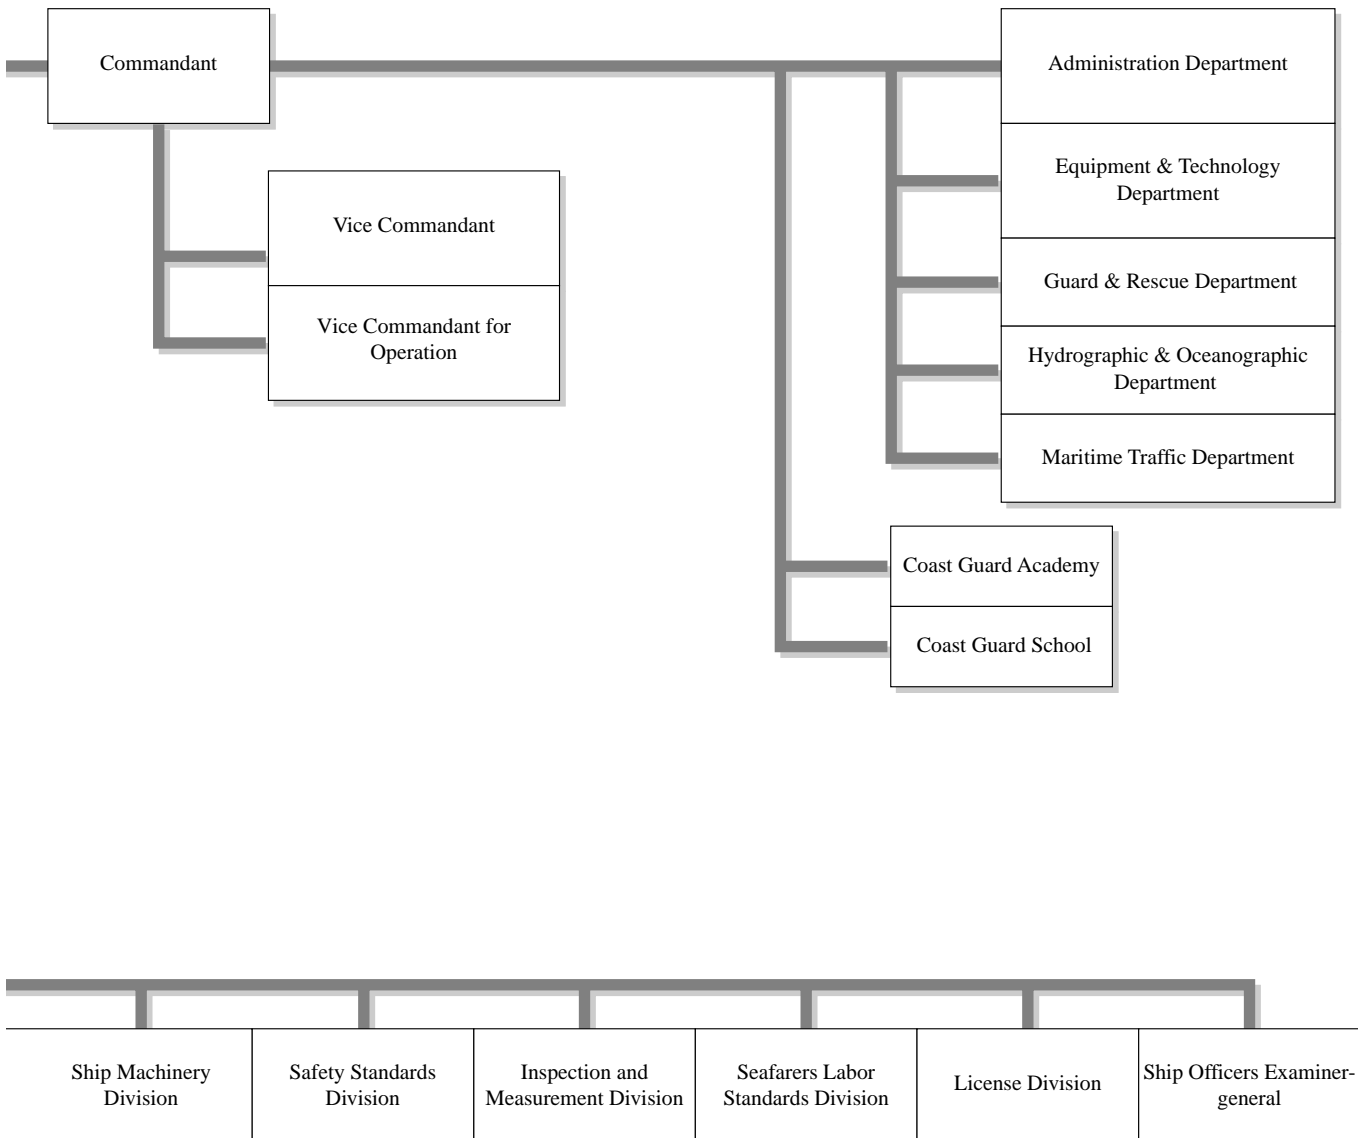 Commandant
Administration Department
Equipment & Technology
Department
Vice Commandant
Guard & Rescue Department
Vice Commandant for
Operation
Hydrographic & Oceanographic
Department
Maritime Traffic Department
Coast Guard Academy
Coast Guard School
Ship Machinery
Division
Safety Standards
Division
Inspection and
Measurement Division
Seafarers Labor
Standards Division
License Division
Ship Officers Examiner-
general